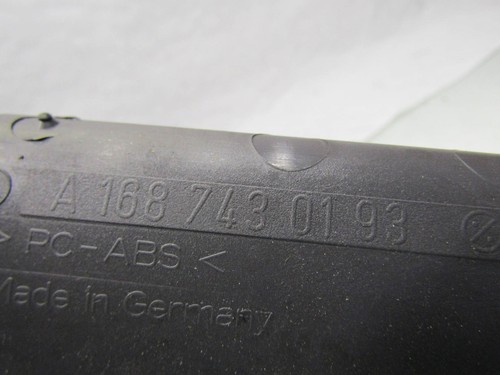 A 168 743 01 93
> PC-ABS <
Made in Germany